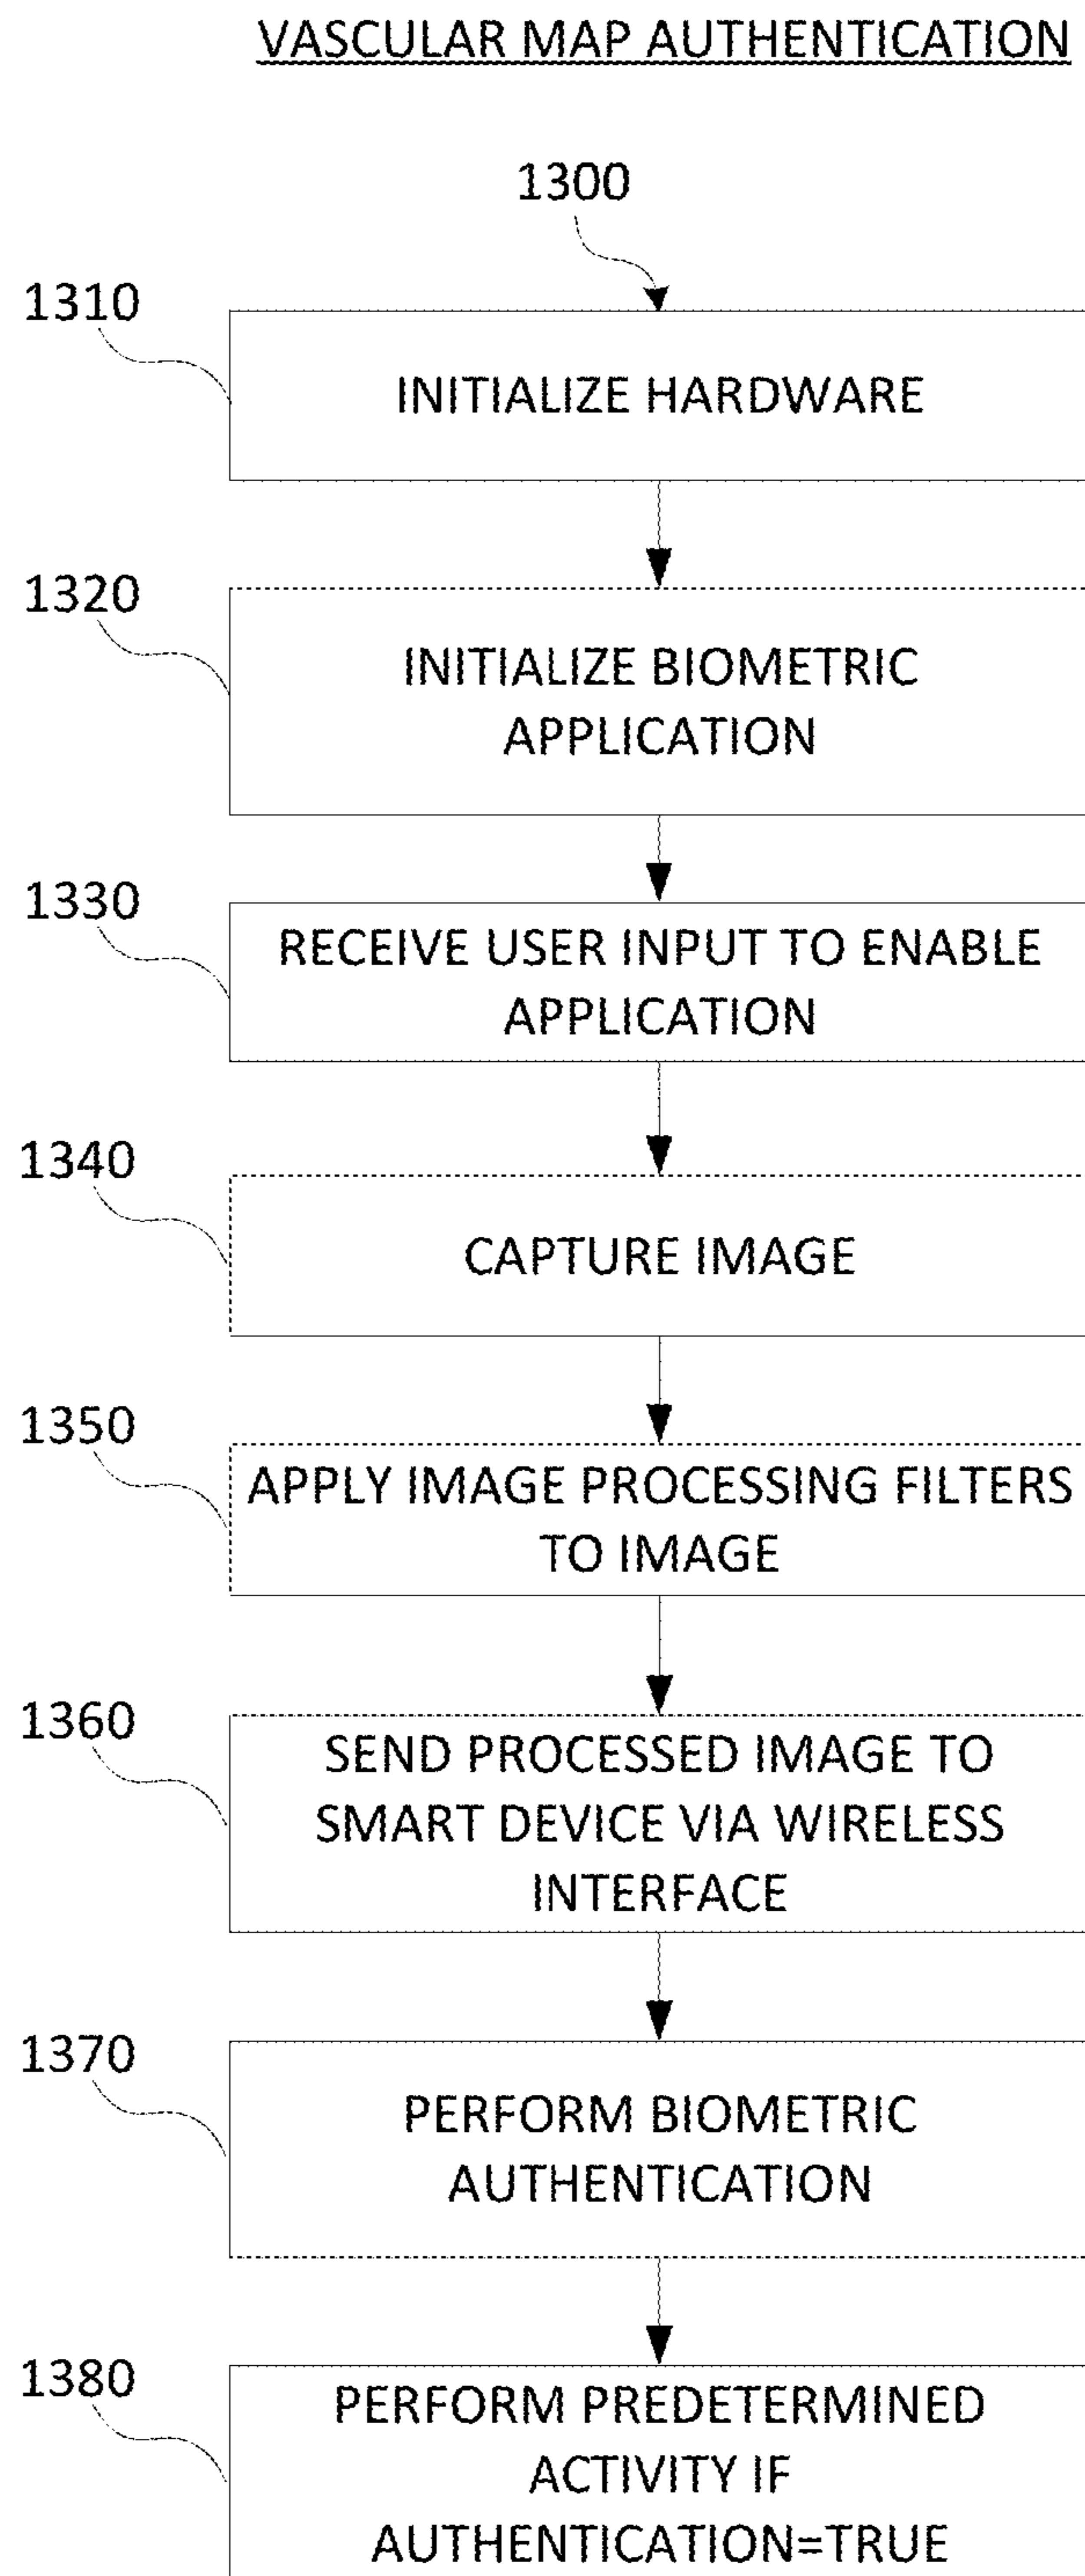 VASCULAR MAP AUTHENTICATION
1300
1310
INITIALIZE HARDWARE
1320
INITIALIZE BIOMETRIC
APPLICATION
1330
RECEIVE USER INPUT TO ENABLE
APPLICATION
1340
CAPTURE IMAGE
1350
APPLY IMAGE PROCESSING FILTERS
TO IMAGE
1360
SEND PROCESSED IMAGE TO
SMART DEVICE VIA WIRELESS
INTERFACE
1370
PERFORM BIOMETRIC
AUTHENTICATION
1380
PERFORM PREDETERMINED
ACTIVITY IF
AUTHENTICATION=TRUE